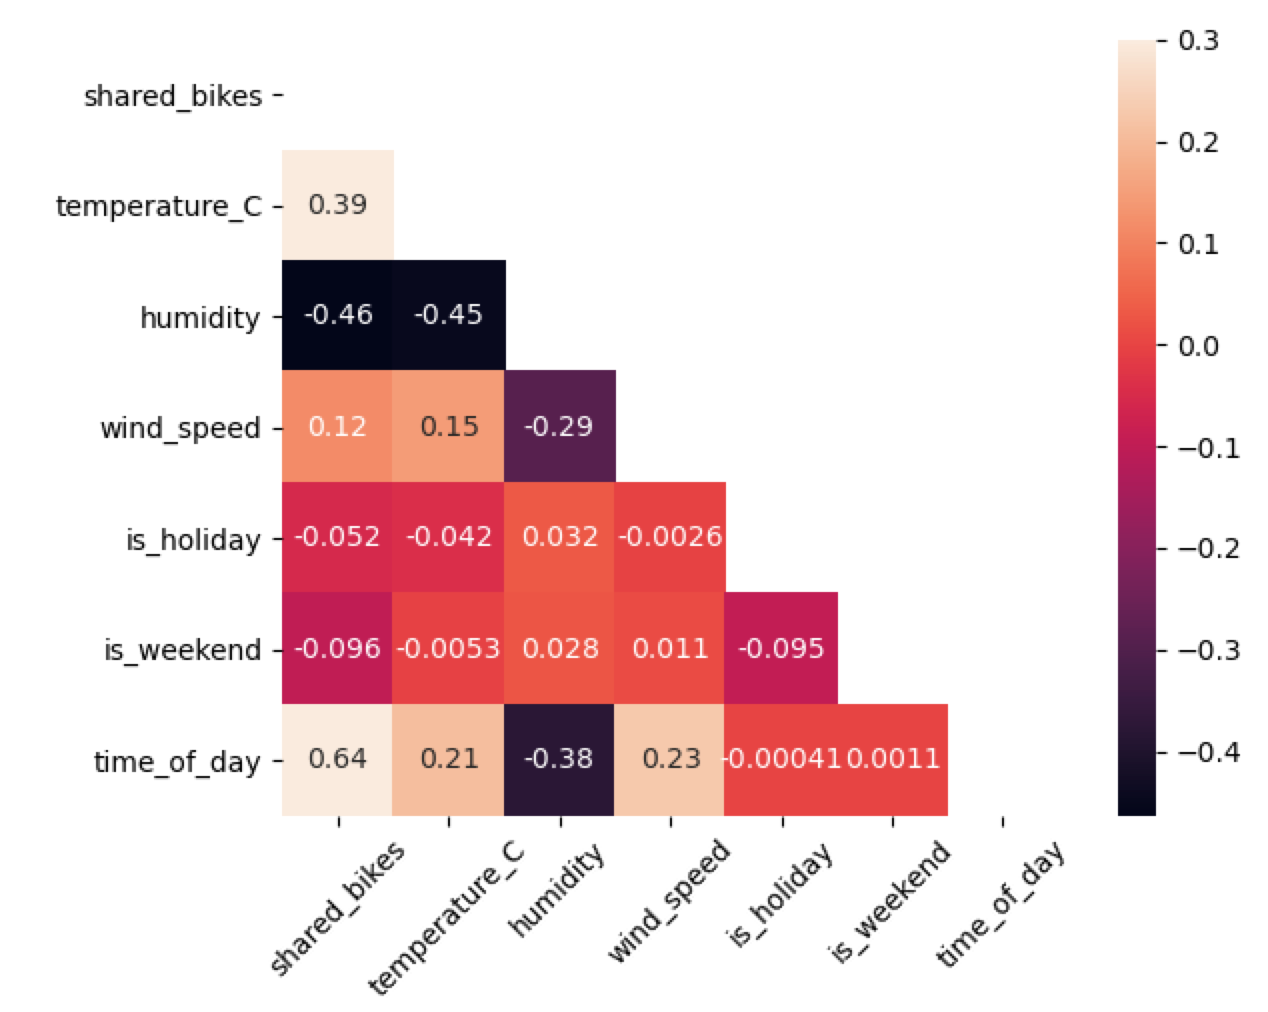 shared_bikes
temperature_C 0.39
humidity -0.46 -0.45
wind_speed 0.12 0.15 -0.29
is_holiday -0.052 -0.042 0.032 -0.0026
is_weekend -0.096 -0.0053 0.028 0.011 -0.095
time_of_day 0.64 0.21 -0.38 0.23 -0.00041 0.0011
shared_bikes
temperature_C
humidity
wind_speed
is_holiday
is_weekend
time_of_day
0.3
0.2
0.1
0.0
−0.1
−0.2
−0.3
−0.4